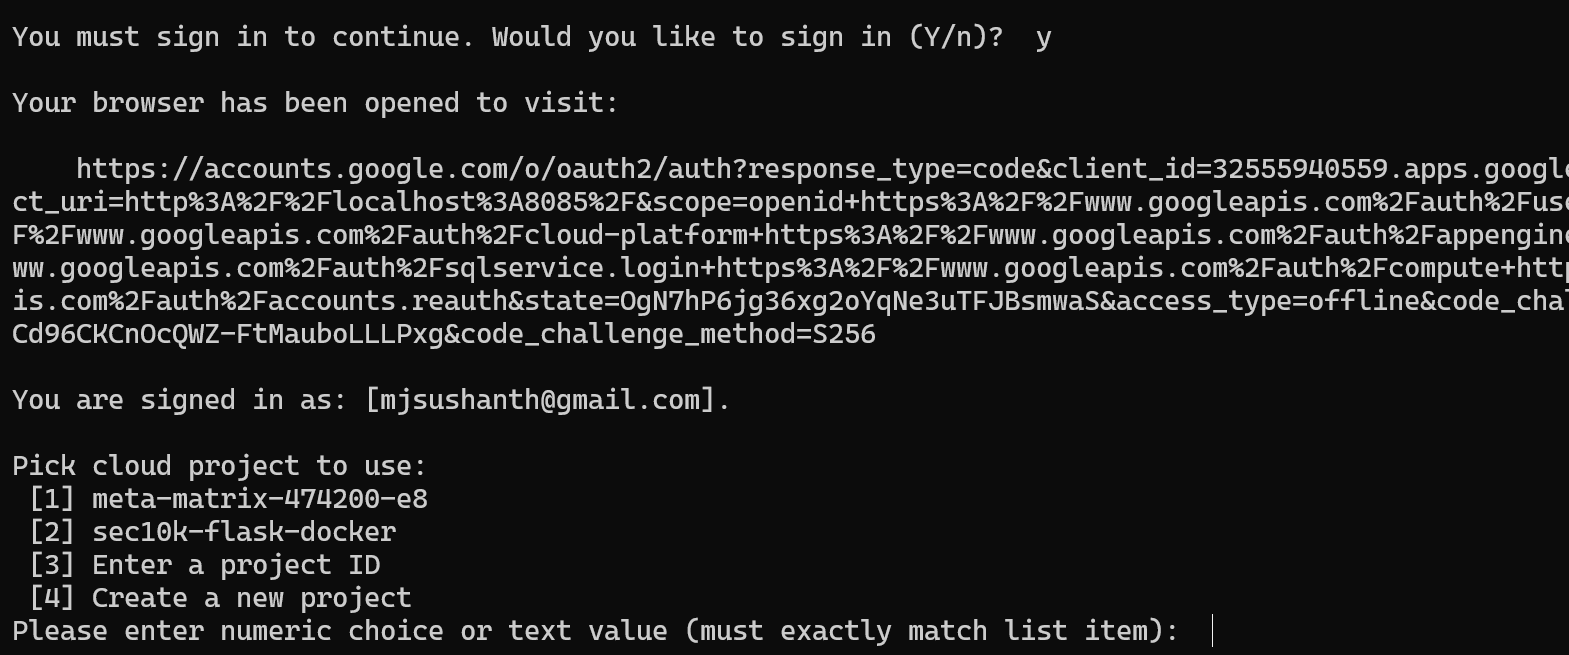 You must sign in to continue. Would you like to sign in (Y/n)?  y
Your browser has been opened to visit:
https://accounts.google.com/o/oauth2/auth?response_type=code&client_id=32555940559.apps.google
ct_uri=http%3A%2F%2Flocalhost%3A8085%2F&scope=openid+https%3A%2F%2Fwww.googleapis.com%2Fauth%2Fuse
F%2Fwww.googleapis.com%2Fauth%2Fcloud-platform+https%3A%2F%2Fwww.googleapis.com%2Fauth%2Fappengine
ww.googleapis.com%2Fauth%2Fsqlservice.login+https%3A%2F%2Fwww.googleapis.com%2Fauth%2Fcompute+http
is.com%2Fauth%2Faccounts.reauth&state=OgN7hP6jg36xg2oYqNe3uTFJBsmwaS&access_type=offline&code_chal
Cd96CKCnOcQWZ-FtMauboLLLPxg&code_challenge_method=S256
You are signed in as: [mjsushanth@gmail.com].
Pick cloud project to use:
[1] meta-matrix-474200-e8
[2] sec10k-flask-docker
[3] Enter a project ID
[4] Create a new project
Please enter numeric choice or text value (must exactly match list item):